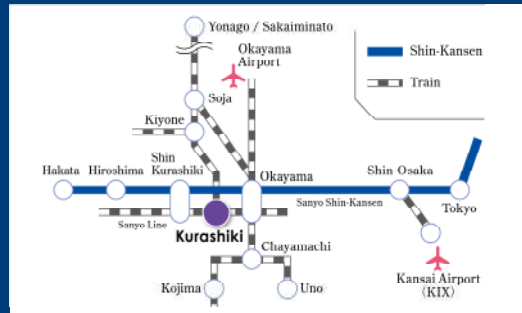 Yonago / Sakaiminato
Okayama
Airport
Shin-Kansen
Train
Soja
Kiyone
Shin
Kurashiki
Hakata
Hiroshima
Okayama
Shin Osaka
Sanyo Shin-Kansen
Tokyo
Sanyo Line
Kurashiki
Chayamachi
Kansai Airport
(KIX)
Kojima
Uno